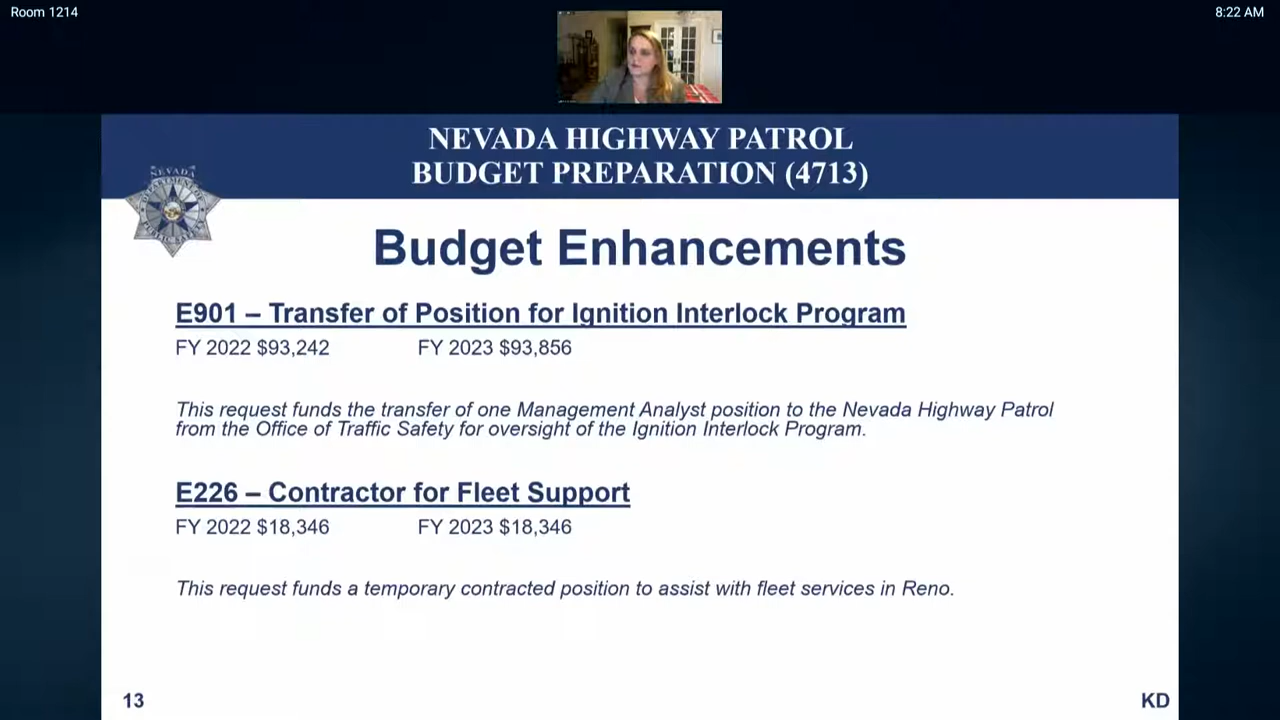 Room 1214
8:22 AM
NEVADA HIGHWAY PATROL
BUDGET PREPARATION (4713)
NEVADA
Budget Enhancements
E901 – Transfer of Position for Ignition Interlock Program
FY 2022 $93,242 FY 2023 $93,856
This request funds the transfer of one Management Analyst position to the Nevada Highway Patrol
from the Office of Traffic Safety for oversight of the Ignition Interlock Program.
E226 – Contractor for Fleet Support
FY 2022 $18,346 FY 2023 $18,346
This request funds a temporary contracted position to assist with fleet services in Reno.
13
KD